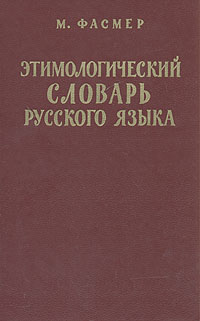 М. ФАСМЕР
ЭТИМОЛОГИЧЕСКИЙ
СЛОВАРЬ
РУССКОГО ЯЗЫКА